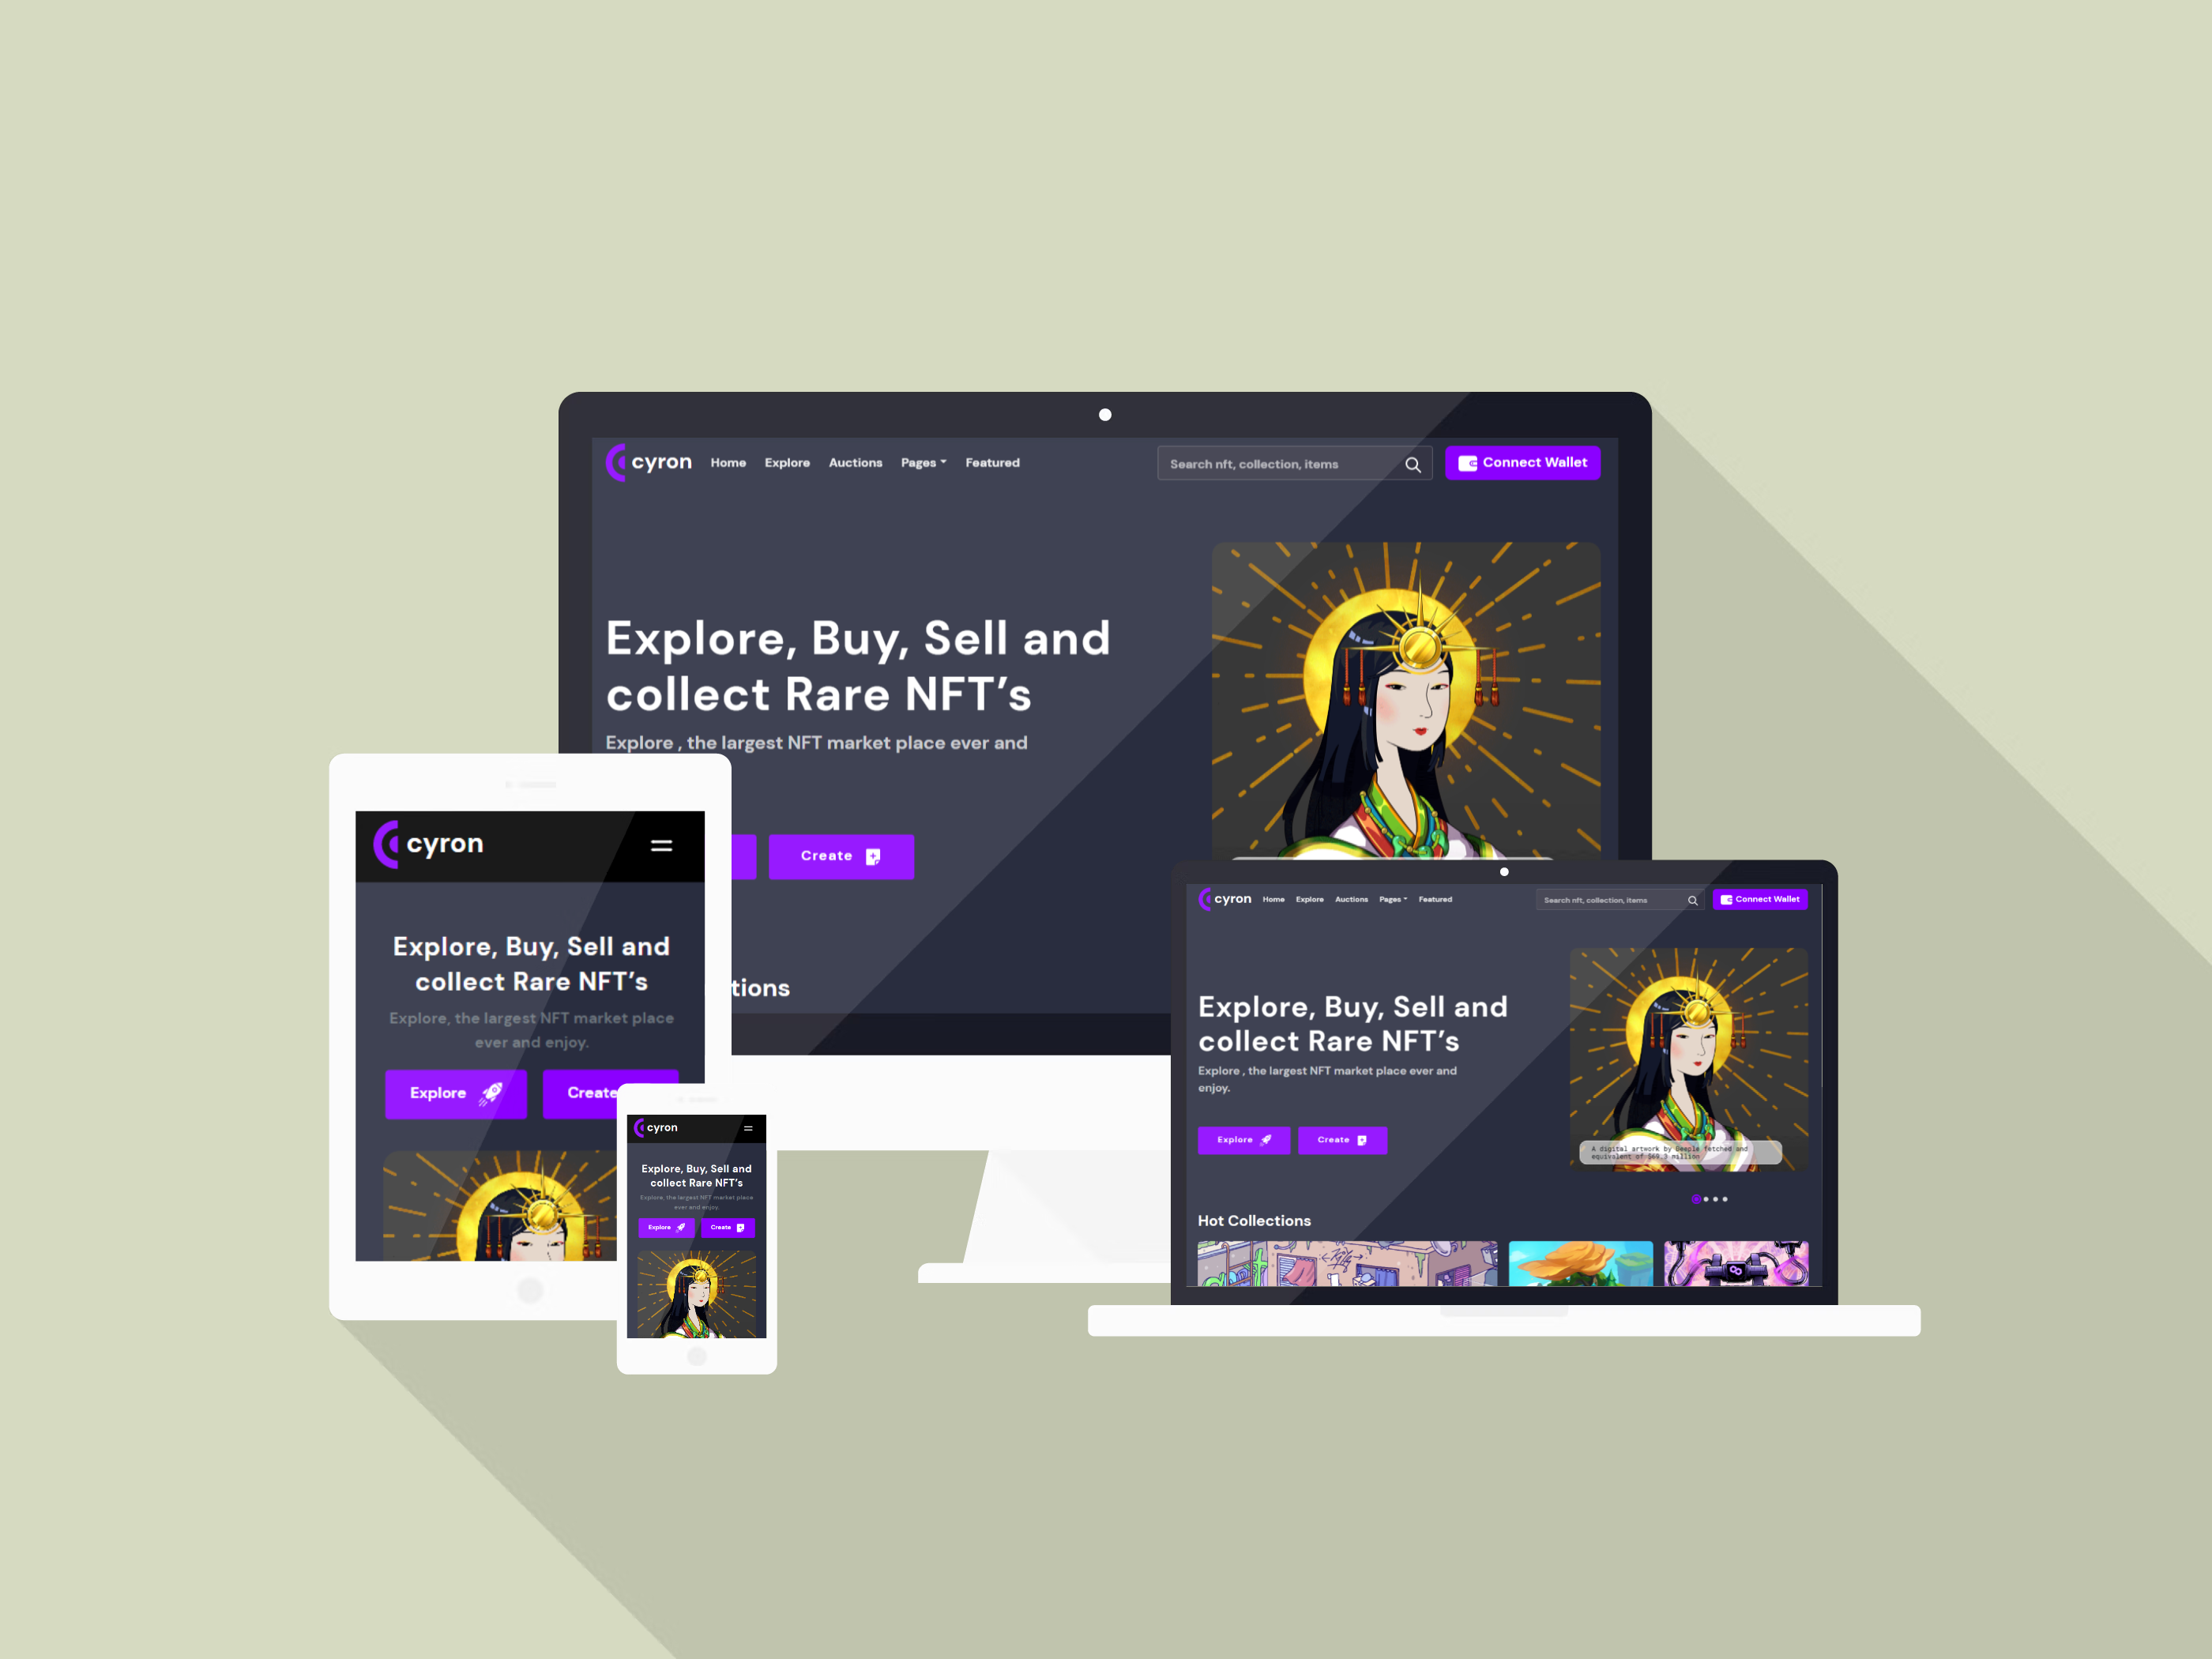 cyron Home Explore Auctions Pages Featured Search nft, collection, items Connect Wallet
Explore, Buy, Sell and
collect Rare NFT's
Explore , the largest NFT market place ever and
Create
tions
cyron
Explore, Buy, Sell and
collect Rare NFT's
Explore, the largest NFT market place
ever and enjoy.
Explore Create
cyron
Explore, Buy, Sell and
collect Rare NFT's
Explore, the largest NFT market place
ever and enjoy.
Explore Create
cyron Home Explore Auctions Pages Featured Search nft, collection, items Connect Wallet
Explore, Buy, Sell and
collect Rare NFT's
Explore , the largest NFT market place ever and
enjoy.
Explore Create
A digital artwork by Beeple fetched and
equivalent of $69.3 million
Hot Collections